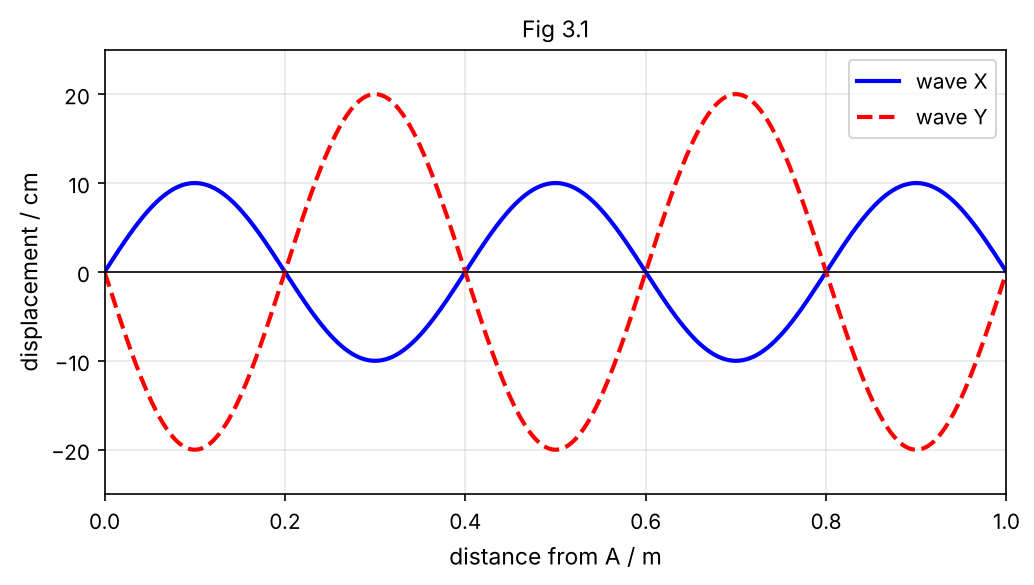 Fig 3.1
wave X
wave Y
displacement / cm
20
10
0
−10
−20
0.0 0.2 0.4 0.6 0.8 1.0
distance from A / m